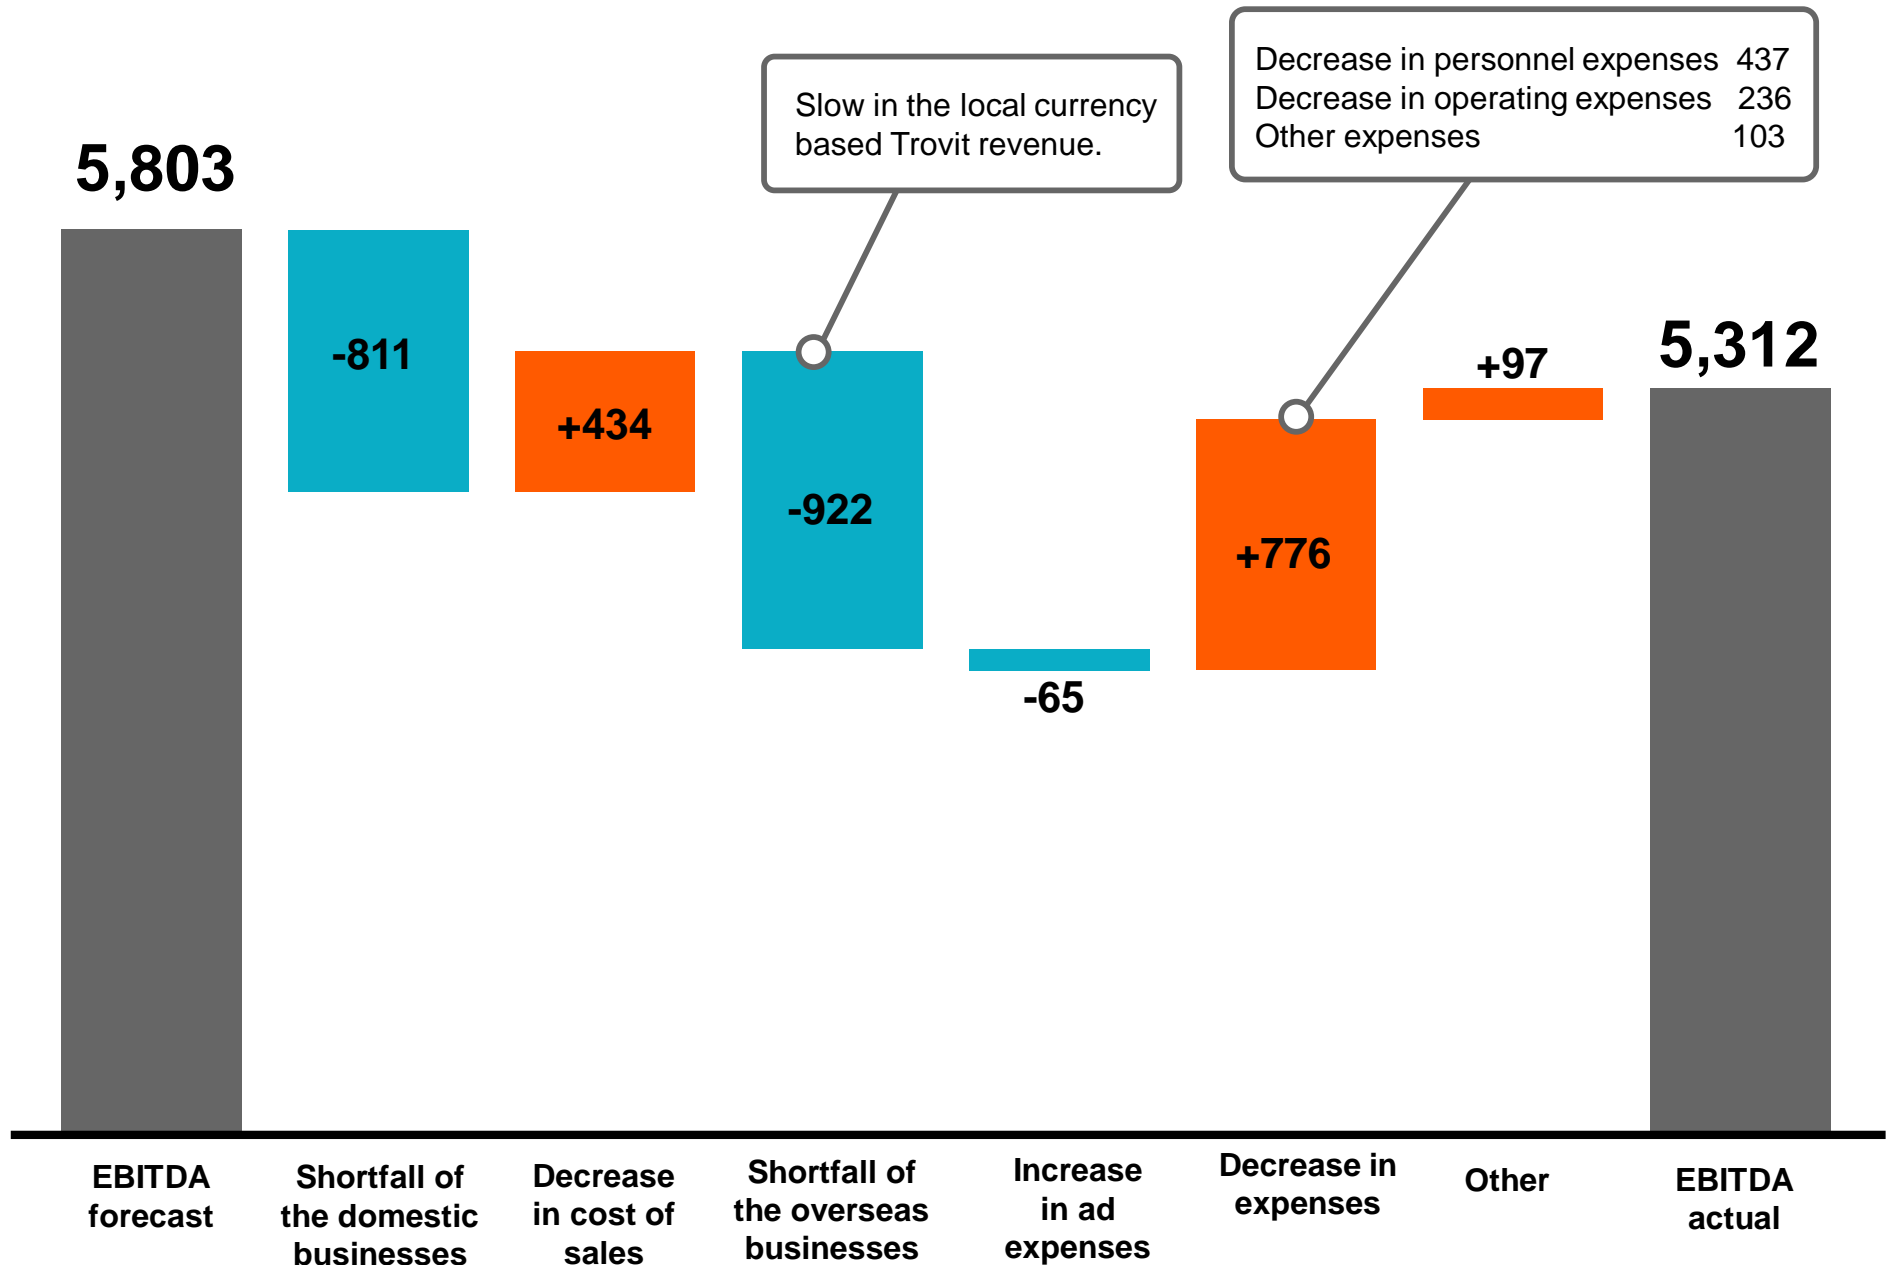 Slow in the local currency
based Trovit revenue.
Decrease in personnel expenses 437
Decrease in operating expenses 236
Other expenses 103
5,803
-811
+434
-922
-65
+776
+97
5,312
EBITDA
forecast
Shortfall of
the domestic
businesses
Decrease
in cost of
sales
Shortfall of
the overseas
businesses
Increase
in ad
expenses
Decrease in
expenses
Other
EBITDA
actual